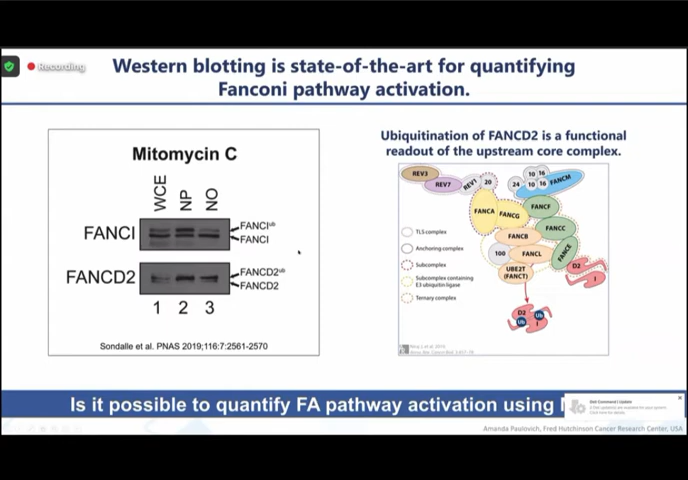 Recording
Western blotting is state-of-the-art for quantifying
Fanconi pathway activation.
Mitomycin C
WCE
NP
NO
FANCI
FANCIub
FANCI
FANCD2
FANCD2ub
FANCD2
1 2 3
Sondalle et al. PNAS 2019;116:7:2561-2570
Ubiquitination of FANCD2 is a functional
readout of the upstream core complex.
REV3
REV7
REV1
20
24
10 16
10 16
FANCM
FANCA
FANCG
FANCF
FANCC
FANCB
FANCE
100
FANCL
UBE2T
(FANCT)
D2
I
D2
Ub
Ub
I
TLS complex
Anchoring complex
Subcomplex
Subcomplex containing
E3 ubiquitin ligase
Ternary complex
Is it possible to quantify FA pathway activation using
Dell Command | Update
Amanda Paulovich, Fred Hutchinson Cancer Research Center, USA